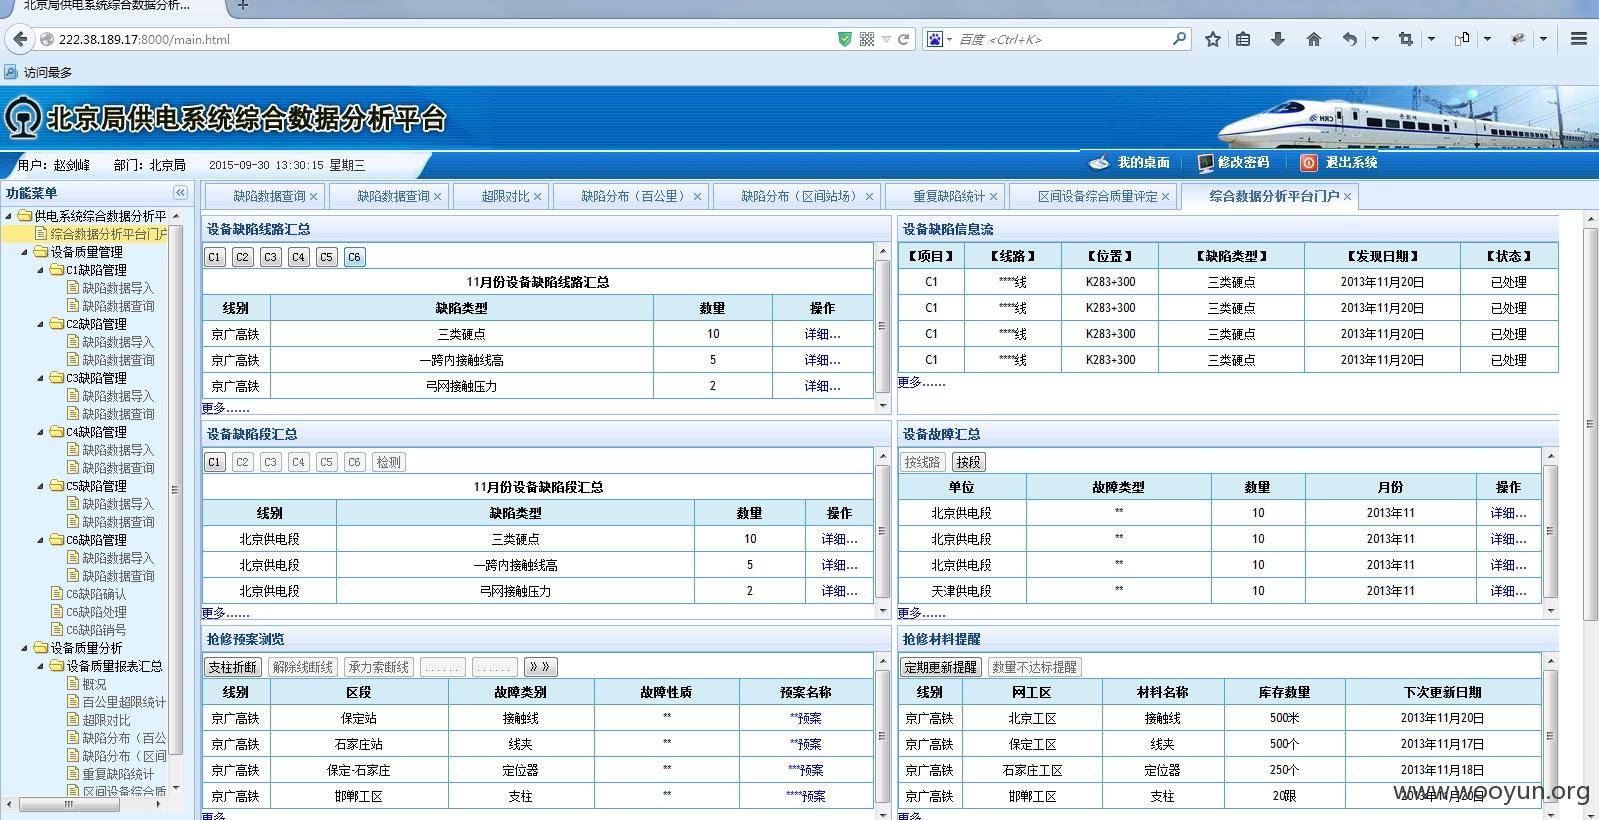 北京局供电系统综合数据分析...
222.38.189.17:8000/main.html
百度 <Ctrl+K>
访问最多
北京局供电系统综合数据分析平台
用户：赵剑峰 部门：北京局 2015-09-30 13:30:15 星期三 我的桌面 修改密码 退出系统
功能菜单
供电系统综合数据分析平
综合数据分析平台门户
设备质量管理
C1缺陷管理
缺陷数据导入
缺陷数据查询
C2缺陷管理
缺陷数据导入
缺陷数据查询
C3缺陷管理
缺陷数据导入
缺陷数据查询
C4缺陷管理
缺陷数据导入
缺陷数据查询
C5缺陷管理
缺陷数据导入
缺陷数据查询
C6缺陷管理
缺陷数据导入
缺陷数据查询
C6缺陷确认
C6缺陷处理
C6缺陷销号
设备质量分析
设备质量报表汇总
概况
百公里超限统计
超限对比
缺陷分布（百公
缺陷分布（区间
重复缺陷统计
区间设备综合质
缺陷数据查询 缺陷数据查询 超限对比 缺陷分布（百公里） 缺陷分布（区间站场） 重复缺陷统计 区间设备综合质量评定 综合数据分析平台门户
设备缺陷线路汇总
C1 C2 C3 C4 C5 C6
11月份设备缺陷线路汇总
线别 缺陷类型 数量 操作
京广高铁 三类硬点 10 详细...
京广高铁 一跨内接触线高 5 详细...
京广高铁 弓网接触压力 2 详细...
更多......
设备缺陷信息流
【项目】 【线路】 【位置】 【缺陷类型】 【发现日期】 【状态】
C1 ****线 K283+300 三类硬点 2013年11月20日 已处理
C1 ****线 K283+300 三类硬点 2013年11月20日 已处理
C1 ****线 K283+300 三类硬点 2013年11月20日 已处理
C1 ****线 K283+300 三类硬点 2013年11月20日 已处理
更多......
设备缺陷段汇总
C1 C2 C3 C4 C5 C6 检测
11月份设备缺陷段汇总
线别 缺陷类型 数量 操作
北京供电段 三类硬点 10 详细...
北京供电段 一跨内接触线高 5 详细...
北京供电段 弓网接触压力 2 详细...
更多......
设备故障汇总
按线路 按段
单位 故障类型 数量 月份 操作
北京供电段 ** 10 2013年11 详细...
北京供电段 ** 10 2013年11 详细...
北京供电段 ** 10 2013年11 详细...
天津供电段 ** 10 2013年11 详细...
更多......
抢修预案浏览
支柱折断 解除线断线 承力索断线 ...... ...... 》》
线别 区段 故障类别 故障性质 预案名称
京广高铁 保定站 接触线 ** **预案
京广高铁 石家庄站 线夹 ** **预案
京广高铁 保定-石家庄 定位器 ** ***预案
京广高铁 邯郸工区 支柱 ** ****预案
更多
抢修材料提醒
定期更新提醒 数量不达标提醒
线别 网工区 材料名称 库存数量 下次更新日期
京广高铁 北京工区 接触线 500米 2013年11月20日
京广高铁 保定工区 线夹 500个 2013年11月17日
京广高铁 石家庄工区 定位器 250个 2013年11月18日
京广高铁 邯郸工区 支柱 20跟 2013年11月20日
更多
www.wooyun.org